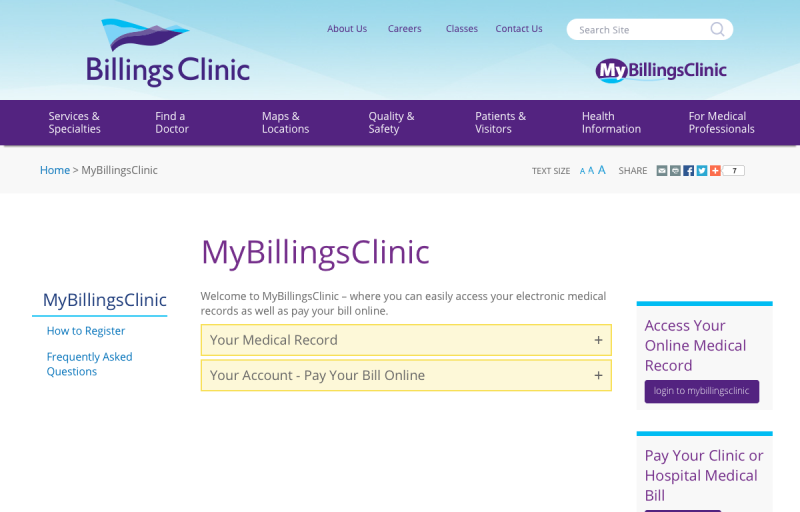 About Us
Careers
Classes
Contact Us
Search Site
Billings Clinic
MyBillingsClinic
Services &
Specialties
Find a
Doctor
Maps &
Locations
Quality &
Safety
Patients &
Visitors
Health
Information
For Medical
Professionals
Home > MyBillingsClinic
TEXT SIZE
A A A
SHARE
7
MyBillingsClinic
MyBillingsClinic
How to Register
Frequently Asked
Questions
Welcome to MyBillingsClinic – where you can easily access your electronic medical
records as well as pay your bill online.
Your Medical Record +
Your Account - Pay Your Bill Online +
Access Your
Online Medical
Record
login to mybillingsclinic
Pay Your Clinic or
Hospital Medical
Bill